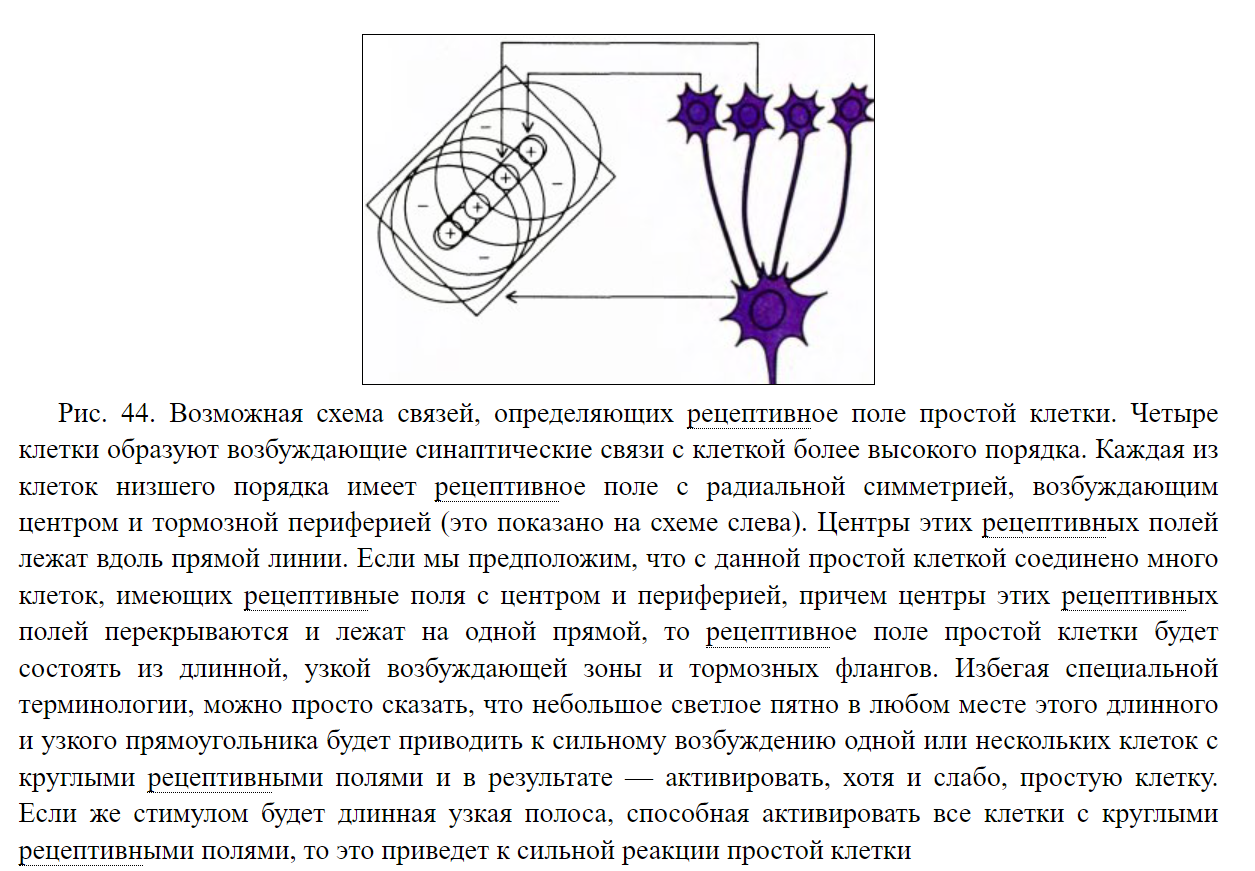 Рис. 44. Возможная схема связей, определяющих рецептивное поле простой клетки. Четыре
клетки образуют возбуждающие синаптические связи с клеткой более высокого порядка. Каждая из
клеток низшего порядка имеет рецептивное поле с радиальной симметрией, возбуждающим
центром и тормозной периферией (это показано на схеме слева). Центры этих рецептивных полей
лежат вдоль прямой линии. Если мы предположим, что с данной простой клеткой соединено много
клеток, имеющих рецептивные поля с центром и периферией, причем центры этих рецептивных
полей перекрываются и лежат на одной прямой, то рецептивное поле простой клетки будет
состоять из длинной, узкой возбуждающей зоны и тормозных флангов. Избегая специальной
терминологии, можно просто сказать, что небольшое светлое пятно в любом месте этого длинного
и узкого прямоугольника будет приводить к сильному возбуждению одной или нескольких клеток с
круглыми рецептивными полями и в результате — активировать, хотя и слабо, простую клетку.
Если же стимулом будет длинная узкая полоса, способная активировать все клетки с круглыми
рецептивными полями, то это приведет к сильной реакции простой клетки